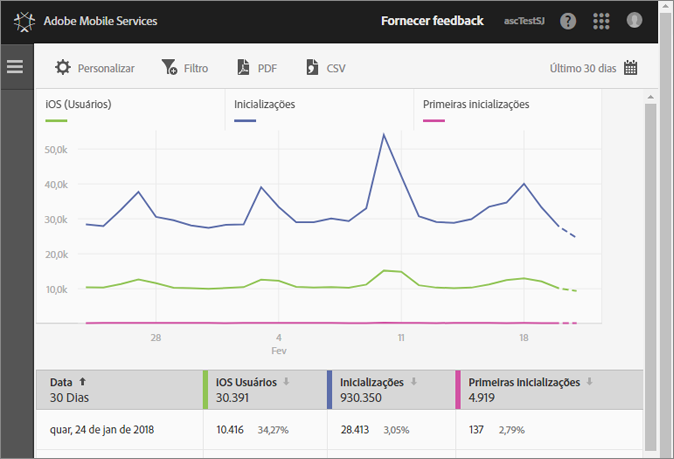 Adobe Mobile Services
Fornecer feedback
ascTestSJ
?
Personalizar
Filtro
PDF
CSV
Último 30 dias
iOS (Usuários)
Inicializações
Primeiras inicializações
50,0k
40,0k
30,0k
20,0k
10,0k
28
4
11
18
Fev
Data
IOS Usuários
Inicializações
Primeiras inicializações
30 Dias
30.391
930.350
4.919
quar, 24 de jan de 2018
10.416 34,27%
28.413 3,05%
137 2,79%